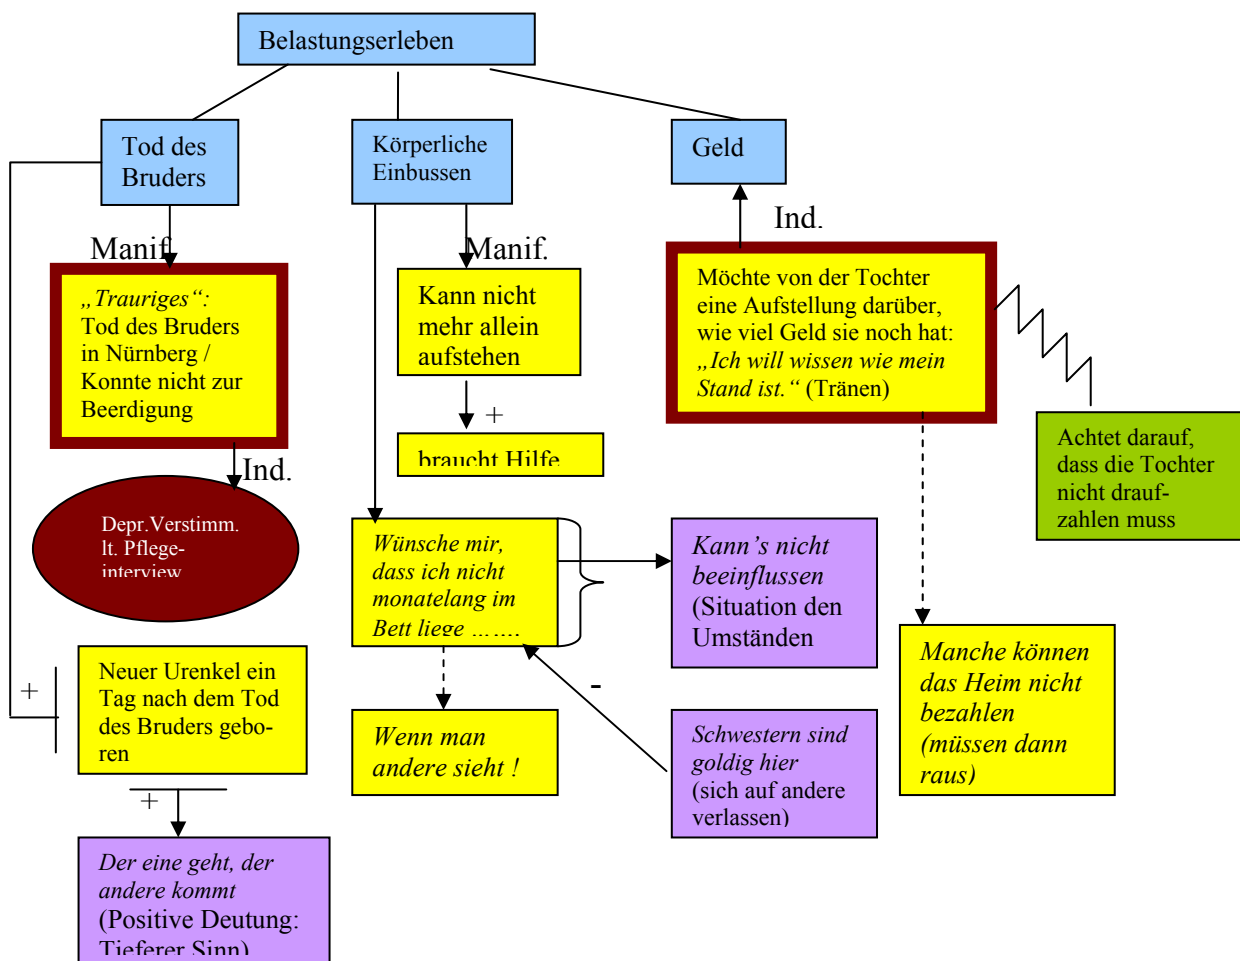 Belastungserleben
Tod des
Bruders
Körperliche
Einbussen
Geld
Manif.
Manif.
Ind.
„Trauriges“:
Tod des Bruders
in Nürnberg /
Konnte nicht zur
Beerdigung
Kann nicht
mehr allein
aufstehen
Möchte von der Tochter
eine Aufstellung darüber,
wie viel Geld sie noch hat:
„Ich will wissen wie mein
Stand ist.“ (Tränen)
+
braucht Hilfe
Achtet darauf,
dass die Tochter
nicht drauf-
zahlen muss
Ind.
Depr.Verstimm.
lt. Pflege-
interview
Wünsche mir,
dass ich nicht
monatelang im
Bett liege …….
Kann’s nicht
beeinflussen
(Situation den
Umständen
+
Neuer Urenkel ein
Tag nach dem Tod
des Bruders gebo-
ren
-
Wenn man
andere sieht !
Schwestern sind
goldig hier
(sich auf andere
verlassen)
Manche können
das Heim nicht
bezahlen
(müssen dann
raus)
+
Der eine geht, der
andere kommt
(Positive Deutung:
Tieferer Sinn)